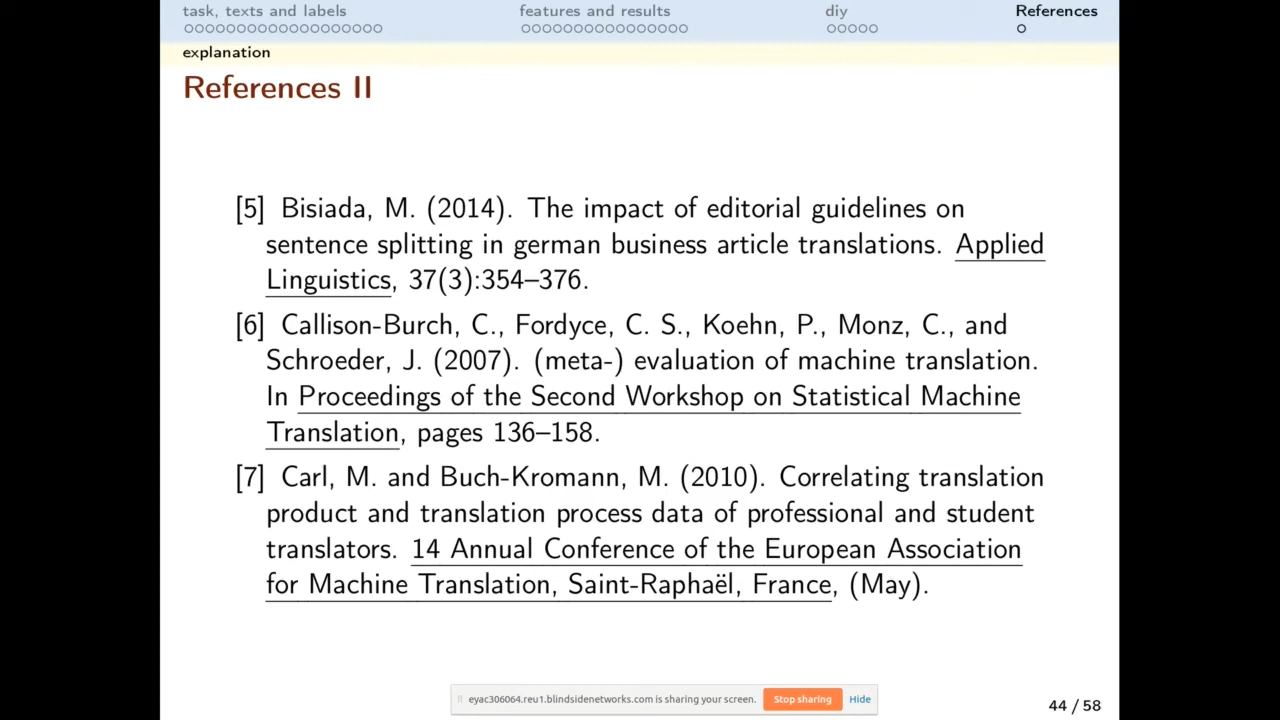 task, texts and labels features and results diy References
explanation
References II
[5] Bisiada, M. (2014). The impact of editorial guidelines on
sentence splitting in german business article translations. Applied
Linguistics, 37(3):354–376.
[6] Callison-Burch, C., Fordyce, C. S., Koehn, P., Monz, C., and
Schroeder, J. (2007). (meta-) evaluation of machine translation.
In Proceedings of the Second Workshop on Statistical Machine
Translation, pages 136–158.
[7] Carl, M. and Buch-Kromann, M. (2010). Correlating translation
product and translation process data of professional and student
translators. 14 Annual Conference of the European Association
for Machine Translation, Saint-Raphaël, France, (May).
eyac306064.reu1.blindsidenetworks.com is sharing your screen. Stop sharing Hide
44 / 58